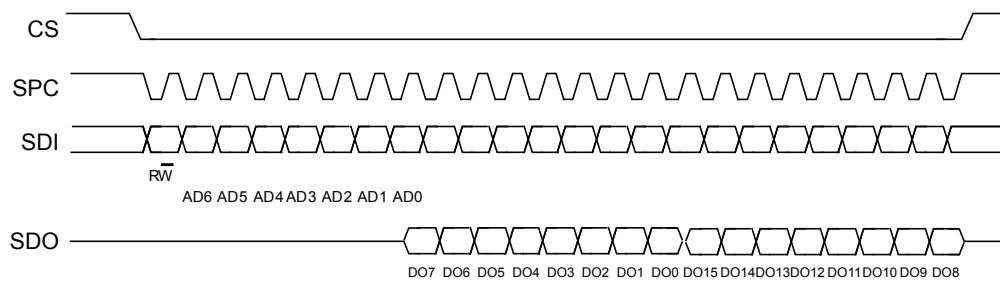 CS
SPC
SDI
RW̅
AD6 AD5 AD4 AD3 AD2 AD1 AD0
SDO
DO7 DO6 DO5 DO4 DO3 DO2 DO1 DO0 DO15 DO14 DO13 DO12 DO11 DO10 DO9 DO8